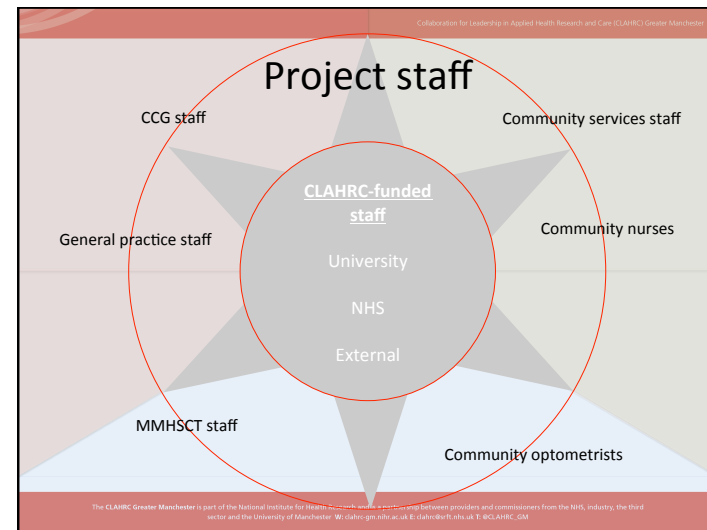 Collaboration for Leadership in Applied Health Research and Care (CLAHRC) Greater Manchester
Project staff
CCG staff
Community services staff
CLAHRC-funded
staff
General practice staff
Community nurses
University
NHS
External
MMHSCT staff
Community optometrists
The CLAHRC Greater Manchester is part of the National Institute for Health Research and is a partnership between providers and commissioners from the NHS, industry, the third
sector and the University of Manchester W: clahrc-gm.nihr.ac.uk E: clahrc@srft.nhs.uk T: @CLAHRC_GM